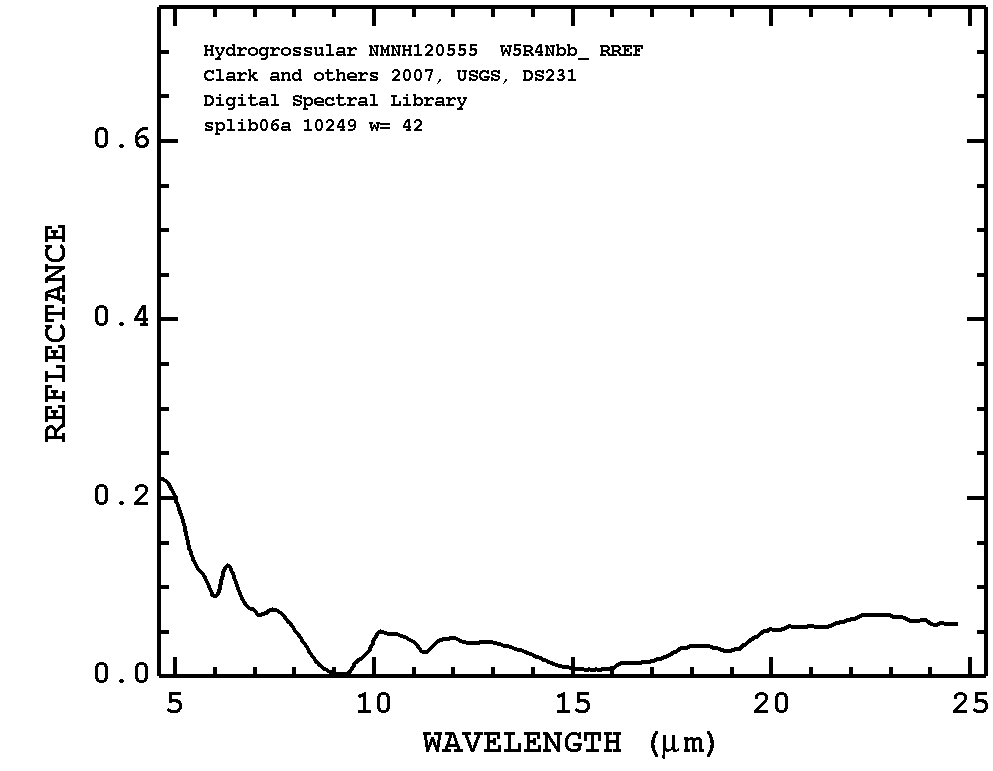 Hydrogrossular NMNH120555 W5R4Nbb_ RREF
Clark and others 2007, USGS, DS231
Digital Spectral Library
splib06a 10249 w= 42
0.6
0.4
0.2
0.0
REFLECTANCE
5 10 15 20 25
WAVELENGTH (μm)